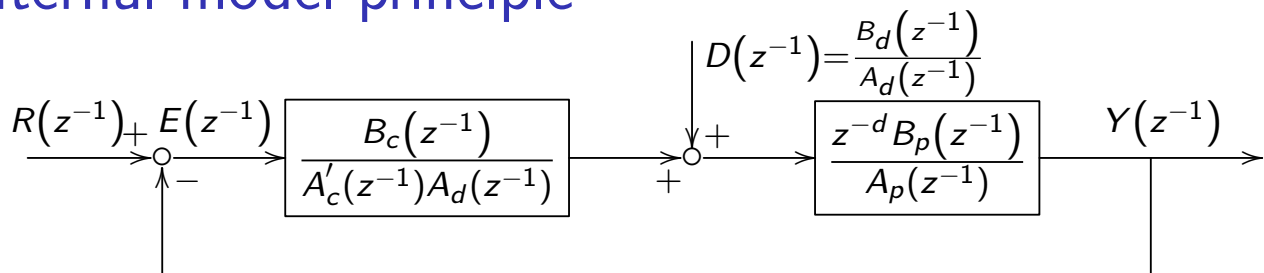 internal model principle
D(z⁻¹)=B_d(z⁻¹)/A_d(z⁻¹)
R(z⁻¹) + E(z⁻¹) B_c(z⁻¹)/A'_c(z⁻¹)A_d(z⁻¹) + z⁻ᵈB_p(z⁻¹)/A_p(z⁻¹) Y(z⁻¹)
− +